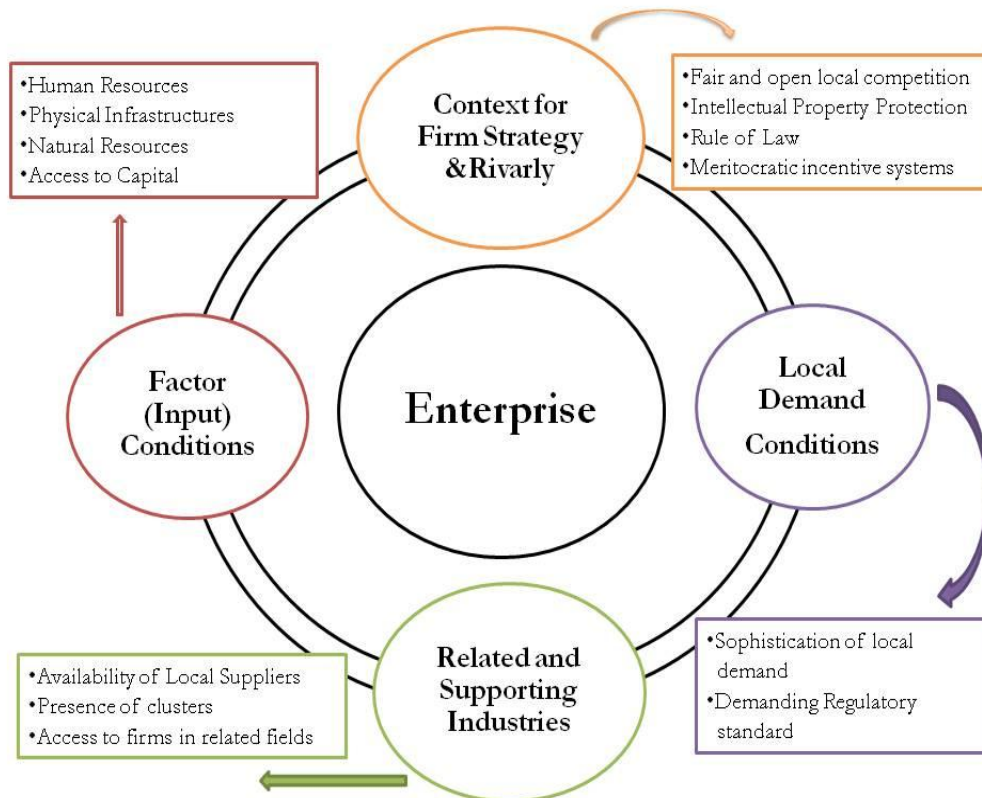 Context for
Firm Strategy
&Rivarly
•Fair and open local competition
•Intellectual Property Protection
•Rule of Law
•Meritocratic incentive systems
•Human Resources
•Physical Infrastructures
•Natural Resources
•Access to Capital
Factor
(Input)
Conditions
Enterprise
Local
Demand
Conditions
Related and
Supporting
Industries
•Availability of Local Suppliers
•Presence of clusters
•Access to firms in related fields
•Sophistication of local
demand
•Demanding Regulatory
standard